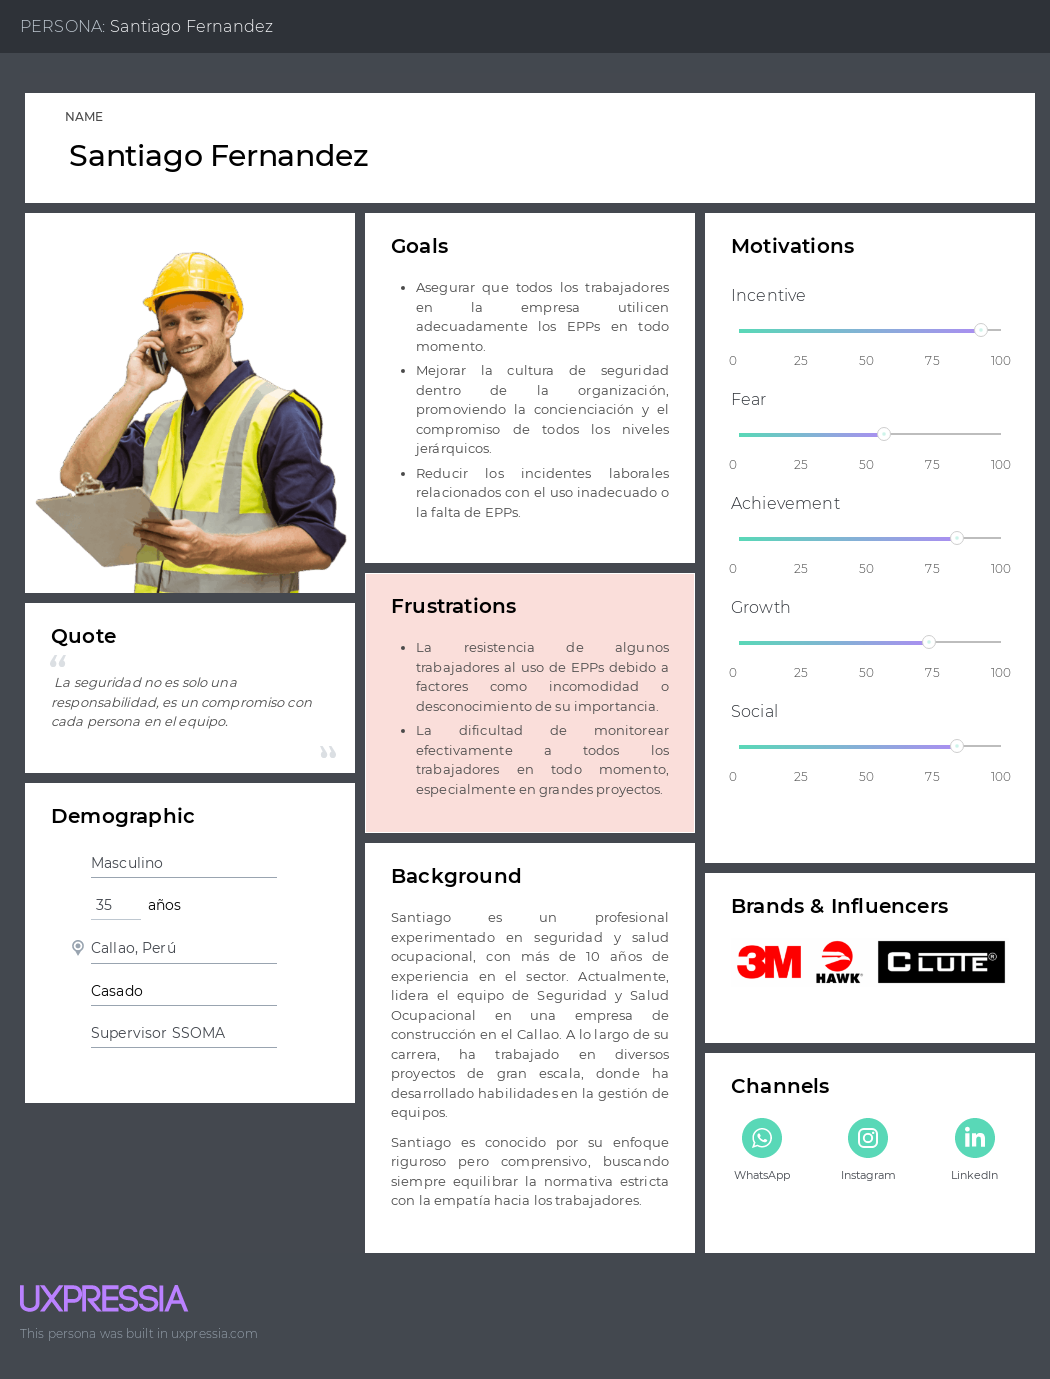 PERSONA: Santiago Fernandez
NAME
Santiago Fernandez
Quote
“
La seguridad no es solo una
responsabilidad, es un compromiso con
cada persona en el equipo.
”
Demographic
Masculino
35 años
Callao, Perú
Casado
Supervisor SSOMA
Goals
• Asegurar que todos los trabajadores
en la empresa utilicen
adecuadamente los EPPs en todo
momento.
• Mejorar la cultura de seguridad
dentro de la organización,
promoviendo la concienciación y el
compromiso de todos los niveles
jerárquicos.
• Reducir los incidentes laborales
relacionados con el uso inadecuado o
la falta de EPPs.
Frustrations
• La resistencia de algunos
trabajadores al uso de EPPs debido a
factores como incomodidad o
desconocimiento de su importancia.
• La dificultad de monitorear
efectivamente a todos los
trabajadores en todo momento,
especialmente en grandes proyectos.
Background
Santiago es un profesional
experimentado en seguridad y salud
ocupacional, con más de 10 años de
experiencia en el sector. Actualmente,
lidera el equipo de Seguridad y Salud
Ocupacional en una empresa de
construcción en el Callao. A lo largo de su
carrera, ha trabajado en diversos
proyectos de gran escala, donde ha
desarrollado habilidades en la gestión de
equipos.
Santiago es conocido por su enfoque
riguroso pero comprensivo, buscando
siempre equilibrar la normativa estricta
con la empatía hacia los trabajadores.
Motivations
Incentive
0 25 50 75 100
Fear
0 25 50 75 100
Achievement
0 25 50 75 100
Growth
0 25 50 75 100
Social
0 25 50 75 100
Brands & Influencers
3M HAWK CLUTE®
Channels
WhatsApp Instagram LinkedIn
UXPRESSIA
This persona was built in uxpressia.com